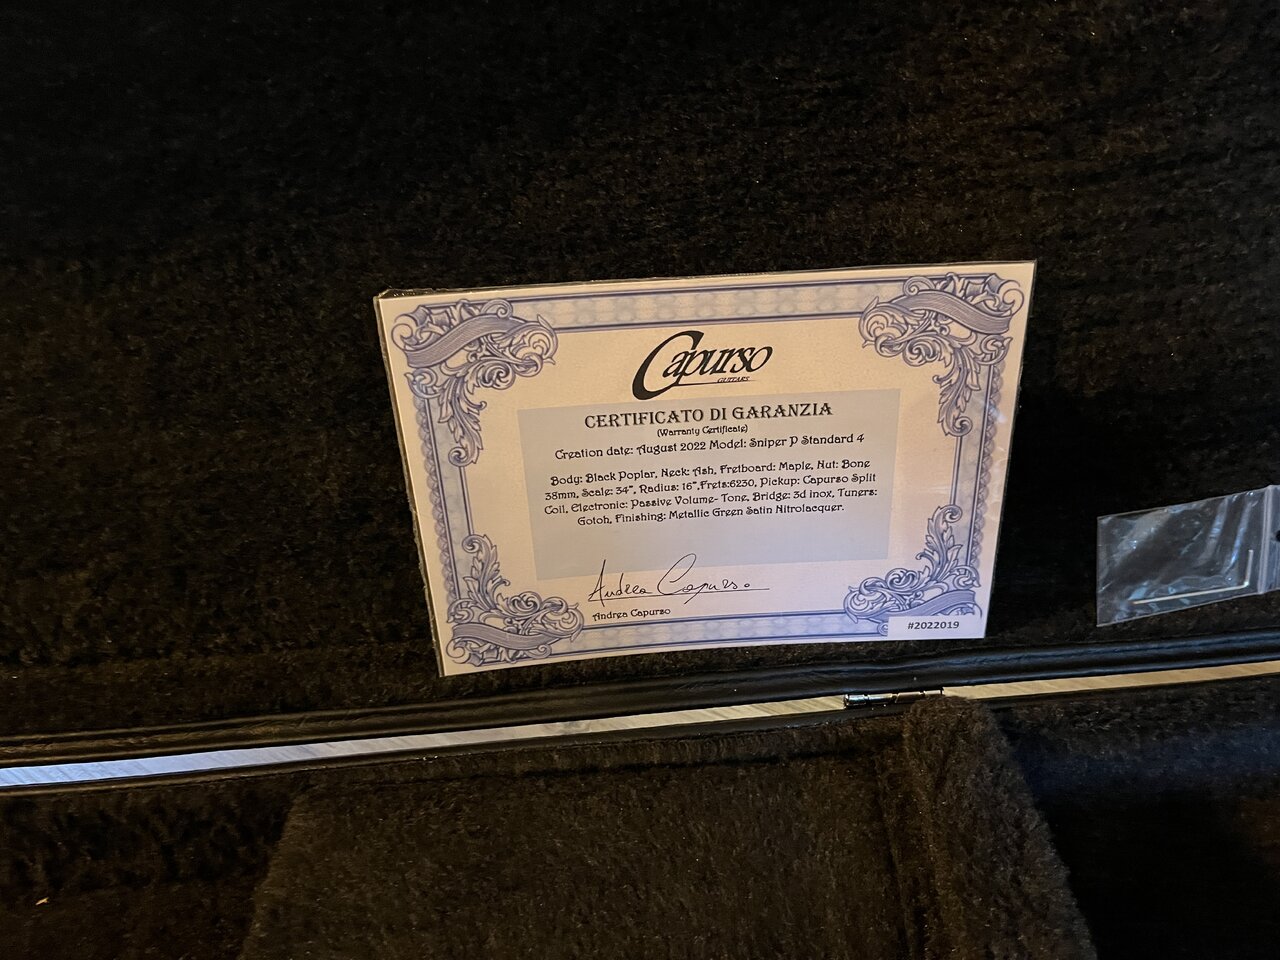 Capurso
GUITARS
CERTIFICATO DI GARANZIA
(Warranty Certificate)
Creation date: August 2022 Model: Sniper P Standard 4
Body: Black Poplar, Neck: Ash, Fretboard: Maple, Nut: Bone
38mm, Scale: 34", Radius: 16",Frets:6230, Pickup: Capurso Split
Coil, Electronic: Passive Volume- Tone, Bridge: 3d inox, Tuners:
Gotoh, Finishing: Metallic Green Satin Nitrolacquer.
Andrea Capurso
Andrea Capurso
#2022019